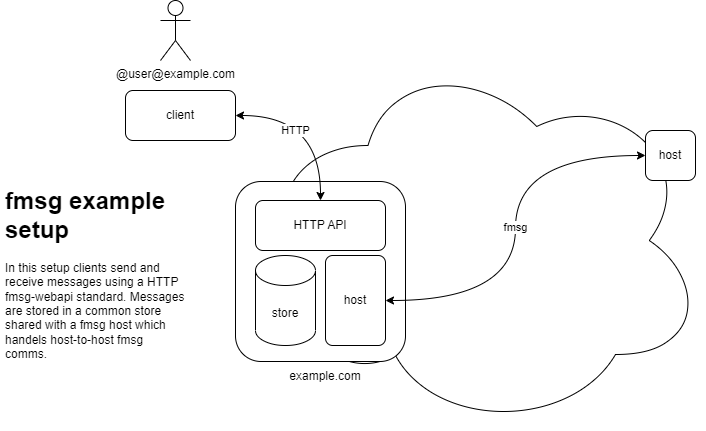 @user@example.com
client
HTTP
host
fmsg example
setup
HTTP API
fmsg
In this setup clients send and
receive messages using a HTTP
fmsg-webapi standard. Messages
are stored in a common store
shared with a fmsg host which
handels host-to-host fmsg
comms.
store
host
example.com